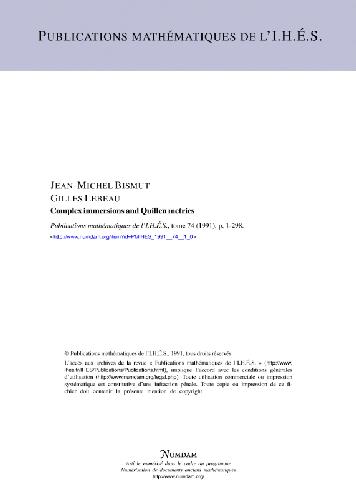 PUBLICATIONS MATHÉMATIQUES DE L'I.H.É.S.
JEAN-MICHEL BISMUT
GILLES LEBEAU
Complex immersions and Quillen metrics
Publications mathématiques de l'I.H.É.S., tome 74 (1991), p. 1-298.
<http://www.numdam.org/item?id=PMIHES_1991__74__1_0>
© Publications mathématiques de l'I.H.É.S., 1991, tous droits réservés.
L'accès aux archives de la revue « Publications mathématiques de l'I.H.É.S. » (http://www.
ihes.fr/IHES/Publications/Publications.html), implique l'accord avec les conditions générales
d'utilisation (http://www.numdam.org/legal.php). Toute utilisation commerciale ou impression
systématique est constitutive d'une infraction pénale. Toute copie ou impression de ce fi-
chier doit contenir la présente mention de copyright.
NUMDAM
Article numérisé dans le cadre du programme
Numérisation de documents anciens mathématiques
http://www.numdam.org/